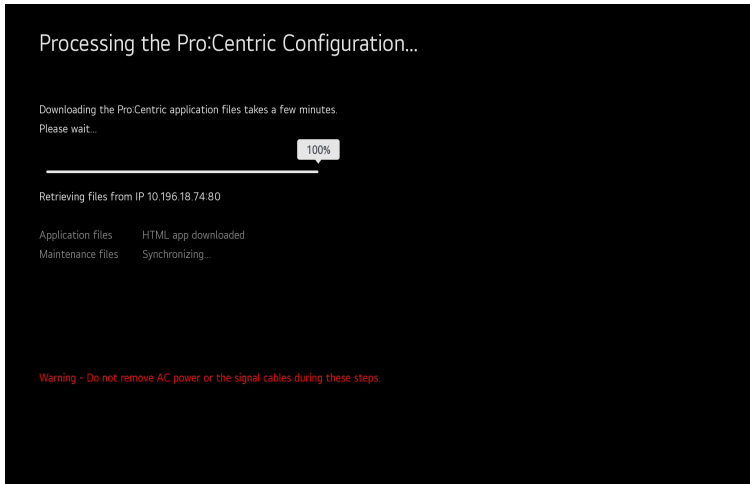 Processing the Pro:Centric Configuration...
Downloading the Pro:Centric application files takes a few minutes.
Please wait...
100%
Retrieving files from IP 10.196.18.74:80
Application files HTML app downloaded
Maintenance files Synchronizing...
Warning - Do not remove AC power or the signal cables during these steps.